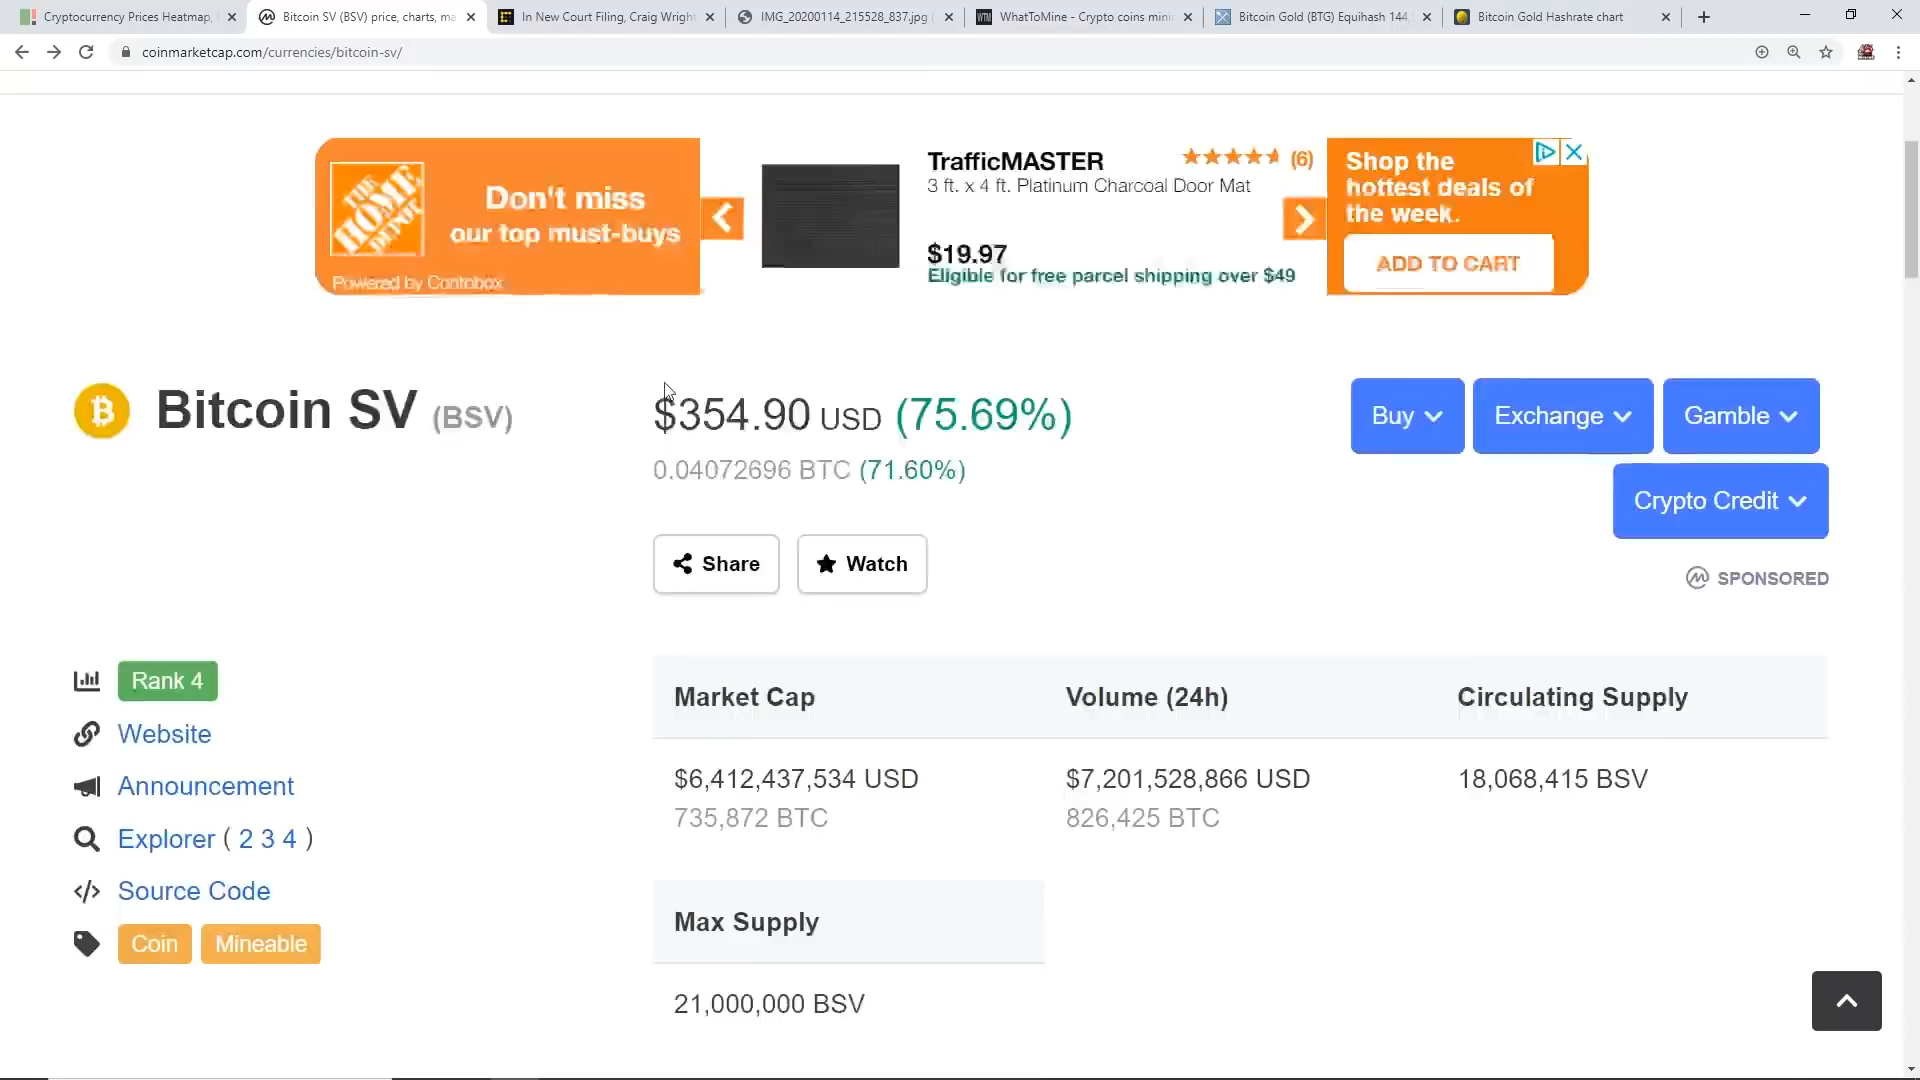 Cryptocurrency Prices Heatmap,
Bitcoin SV (BSV) price, charts, ma
In New Court Filing, Craig Wright
IMG_20200114_215528_837.jpg (
WTM WhatToMine - Crypto coins mini
Bitcoin Gold (BTG) Equihash 144,
Bitcoin Gold Hashrate chart
coinmarketcap.com/currencies/bitcoin-sv/
THE HOME DEPOT
Don't miss
our top must-buys
Powered by Contobox
TrafficMASTER
(6)
3 ft. x 4 ft. Platinum Charcoal Door Mat
$19.97
Eligible for free parcel shipping over $49
Shop the
hottest deals of
the week.
ADD TO CART
Bitcoin SV (BSV)
$354.90 USD (75.69%)
0.04072696 BTC (71.60%)
Share
Watch
Buy
Exchange
Gamble
Crypto Credit
SPONSORED
Rank 4
Website
Announcement
Explorer ( 2 3 4 )
Source Code
Coin
Mineable
Market Cap
Volume (24h)
Circulating Supply
$6,412,437,534 USD
735,872 BTC
$7,201,528,866 USD
826,425 BTC
18,068,415 BSV
Max Supply
21,000,000 BSV